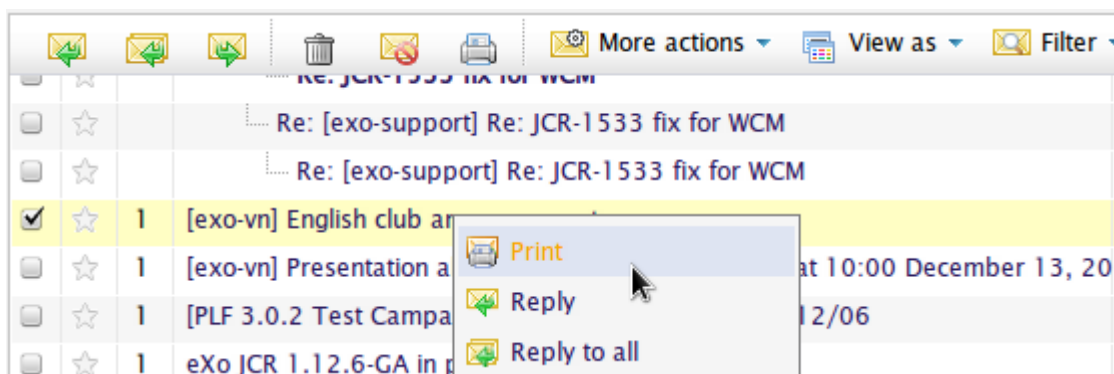 More actions View as Filter
Re: JCR-1533 fix for WCM
Re: [exo-support] Re: JCR-1533 fix for WCM
Re: [exo-support] Re: JCR-1533 fix for WCM
1 [exo-vn] English club
Print
1 [exo-vn] Presentation a at 10:00 December 13, 20
Reply
1 [PLF 3.0.2 Test Campa 12/06
Reply to all
1 eXo JCR 1.12.6-GA in p